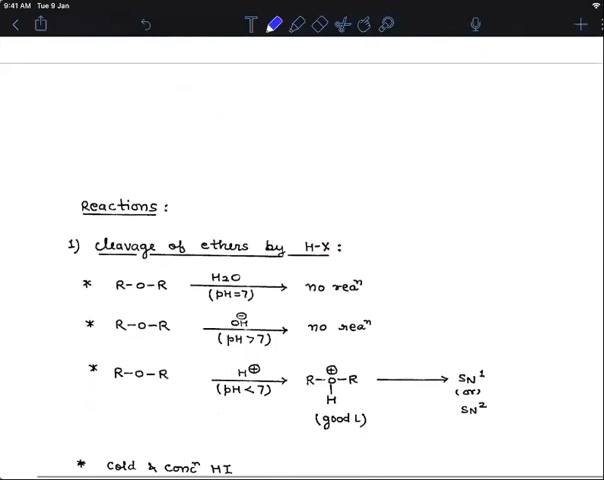 9:41 AM Tue 9 Jan
Reactions :
1) cleavage of ethers by H-X :
* R-O-R H2O (pH=7) no reaⁿ
* R-O-R ⊖OH (pH >7) no reaⁿ
* R-O-R H⊕ (pH <7) R-O⊕-R SN1
H (or)
(good L) SN2
* cold & concⁿ HI